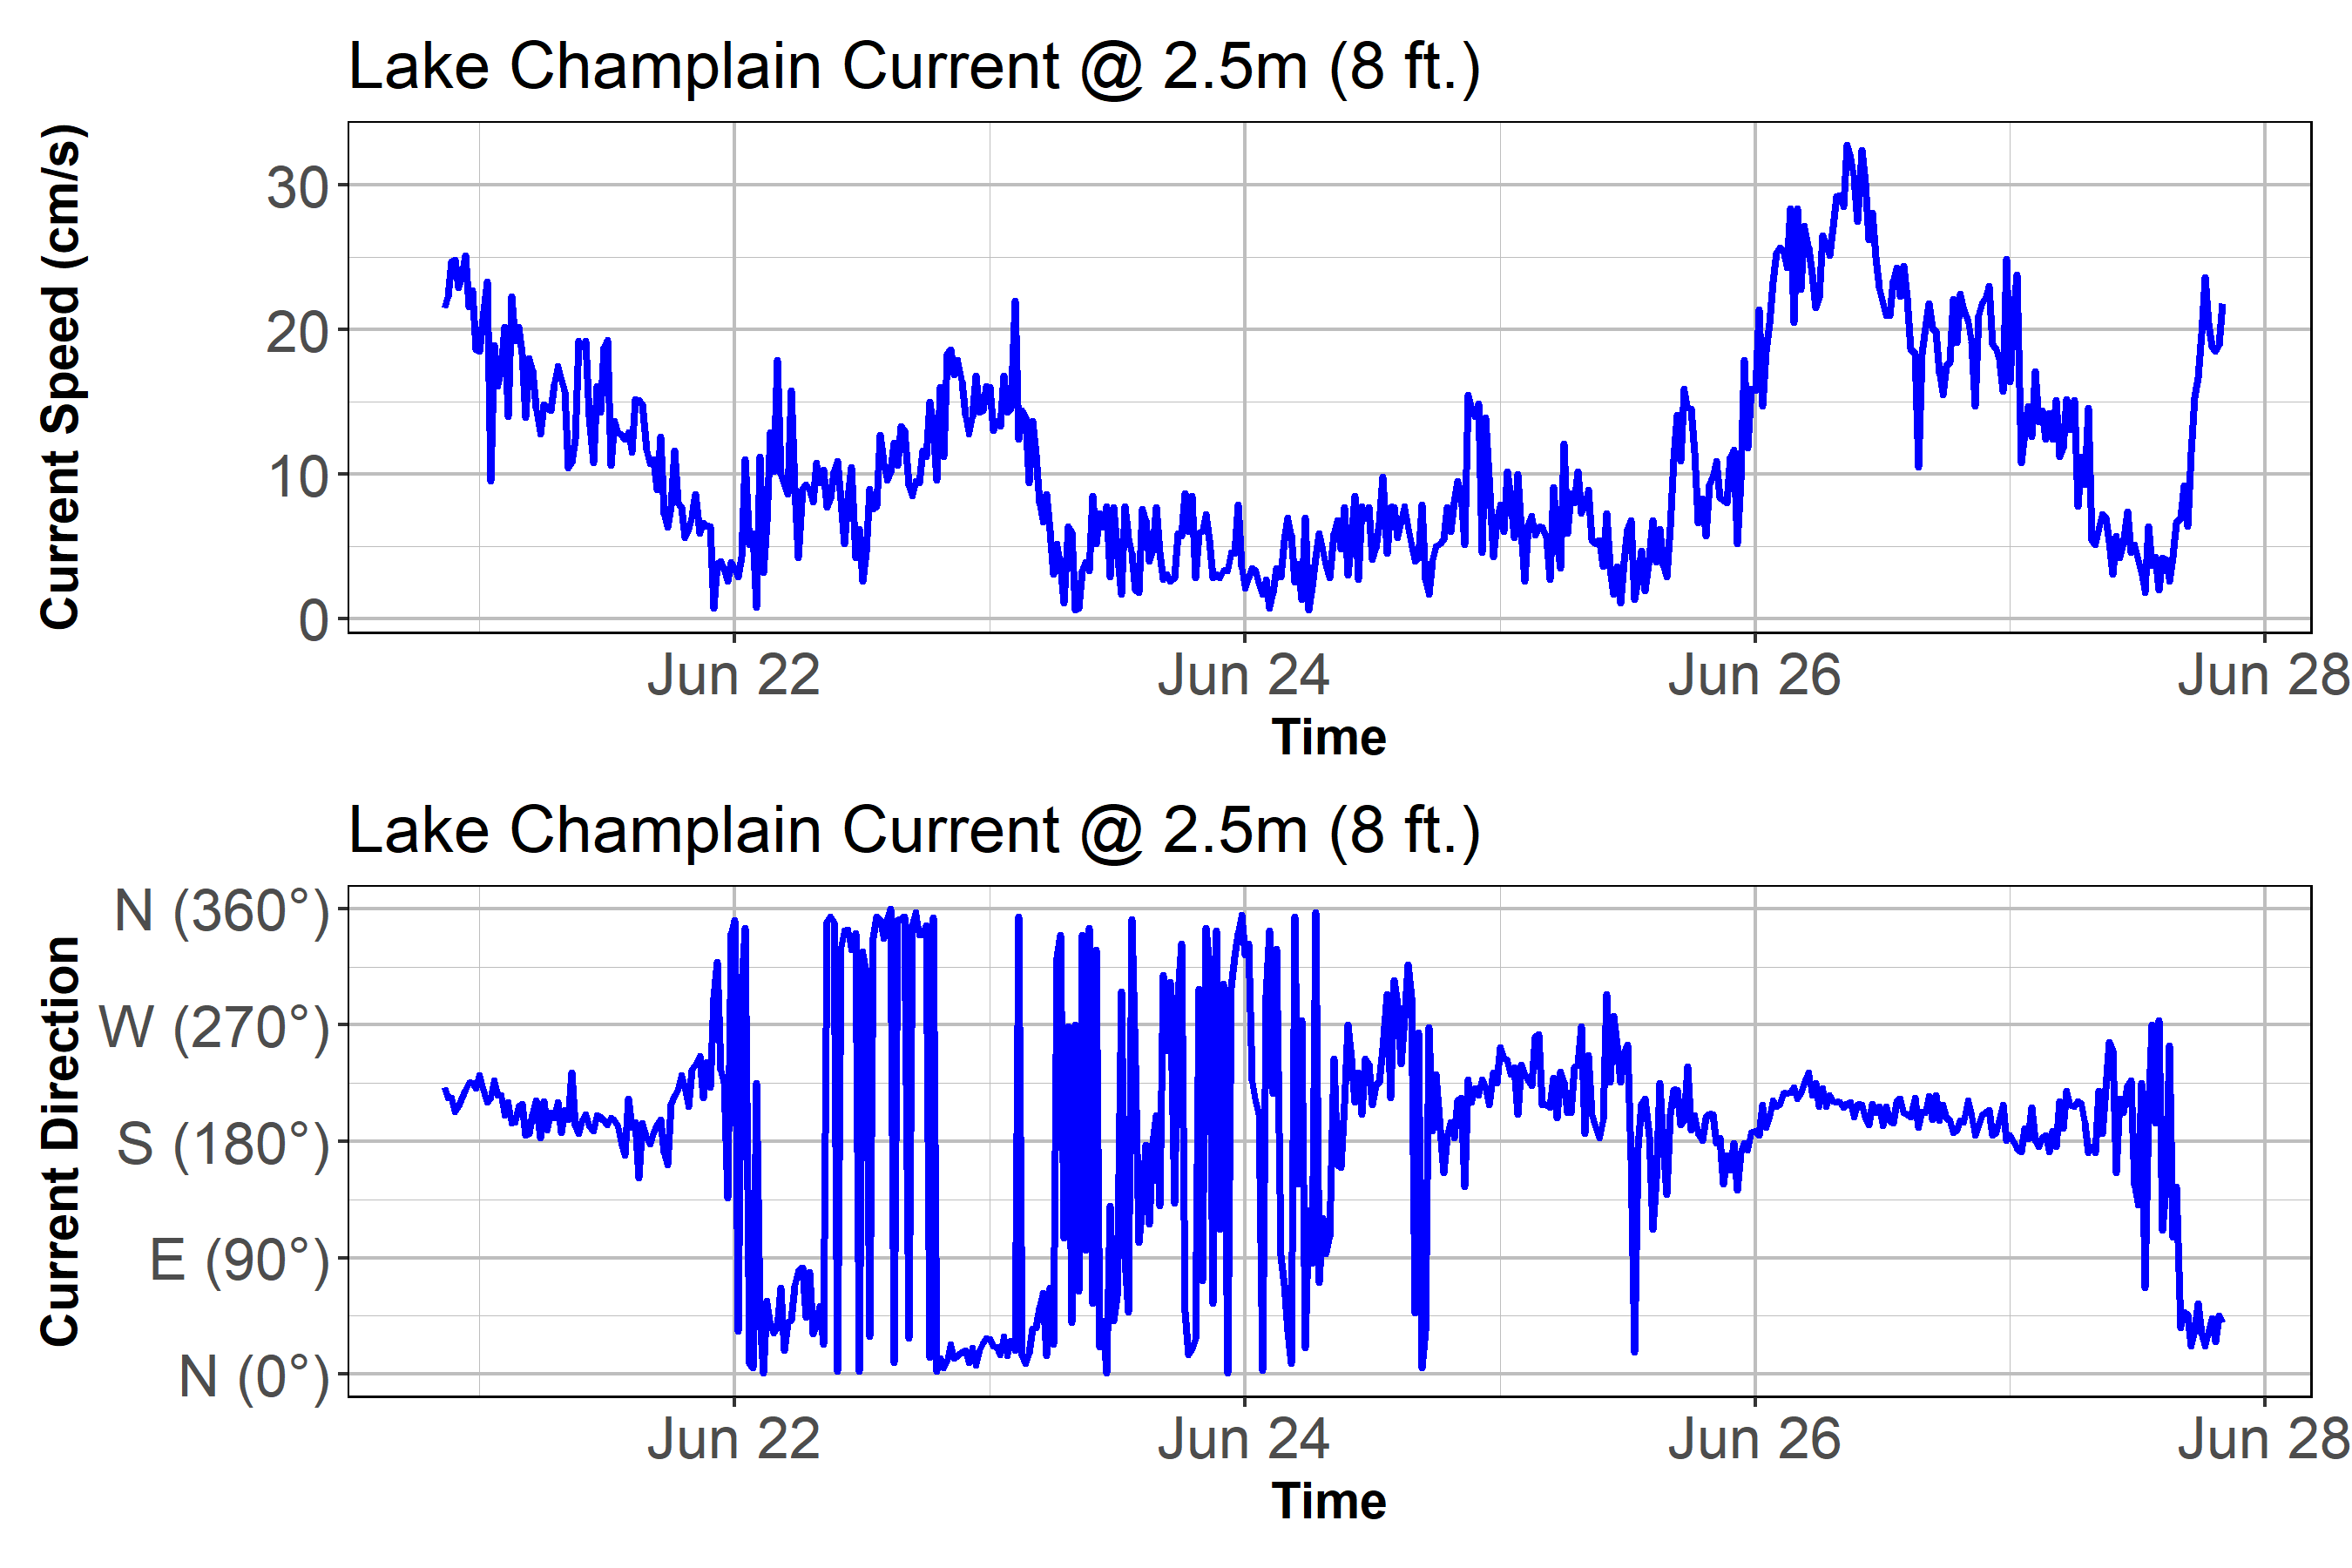 Lake Champlain Current @ 2.5m (8 ft.)
Current Speed (cm/s)
30
20
10
0
Jun 22 Jun 24 Jun 26 Jun 28
Time
Lake Champlain Current @ 2.5m (8 ft.)
Current Direction
N (360°)
W (270°)
S (180°)
E (90°)
N (0°)
Jun 22 Jun 24 Jun 26 Jun 28
Time